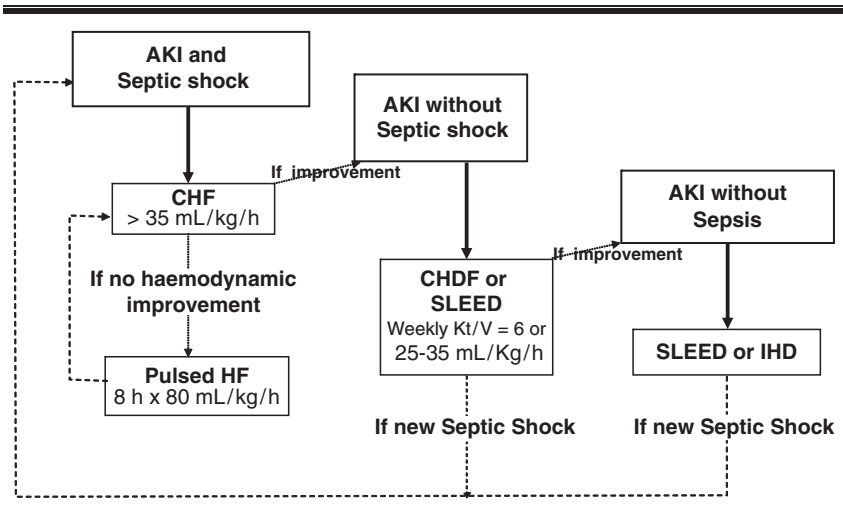 AKI and
Septic shock
AKI without
Septic shock
If improvement
AKI without
Sepsis
CHF
> 35 mL/kg/h
If improvement
If no haemodynamic
improvement
CHDF or
SLEED
Weekly Kt/V = 6 or
25-35 mL/Kg/h
SLEED or IHD
Pulsed HF
8 h x 80 mL/kg/h
If new Septic Shock
If new Septic Shock